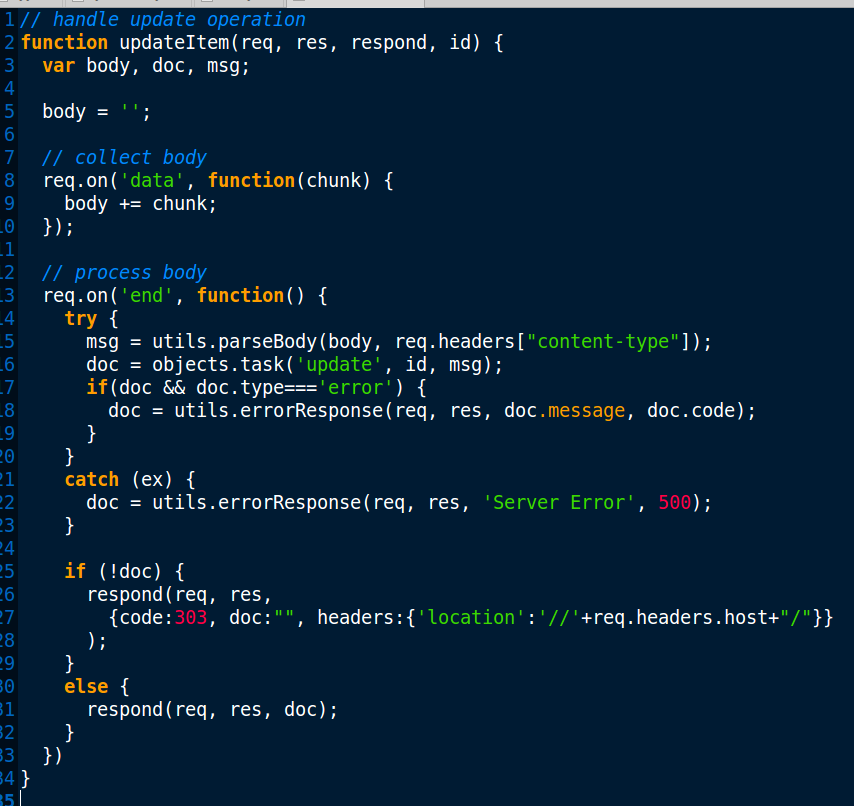 1 // handle update operation
2 function updateItem(req, res, respond, id) {
3   var body, doc, msg;
4
5   body = '';
6
7   // collect body
8   req.on('data', function(chunk) {
9     body += chunk;
10   });
11
12   // process body
13   req.on('end', function() {
14     try {
15       msg = utils.parseBody(body, req.headers["content-type"]);
16       doc = objects.task('update', id, msg);
17       if(doc && doc.type==='error') {
18         doc = utils.errorResponse(req, res, doc.message, doc.code);
19       }
20     }
21     catch (ex) {
22       doc = utils.errorResponse(req, res, 'Server Error', 500);
23     }
24
25     if (!doc) {
26       respond(req, res,
27         {code:303, doc:"", headers:{'location':'//'+req.headers.host+"/"}}
28       );
29     }
30     else {
31       respond(req, res, doc);
32     }
33   })
34 }
35